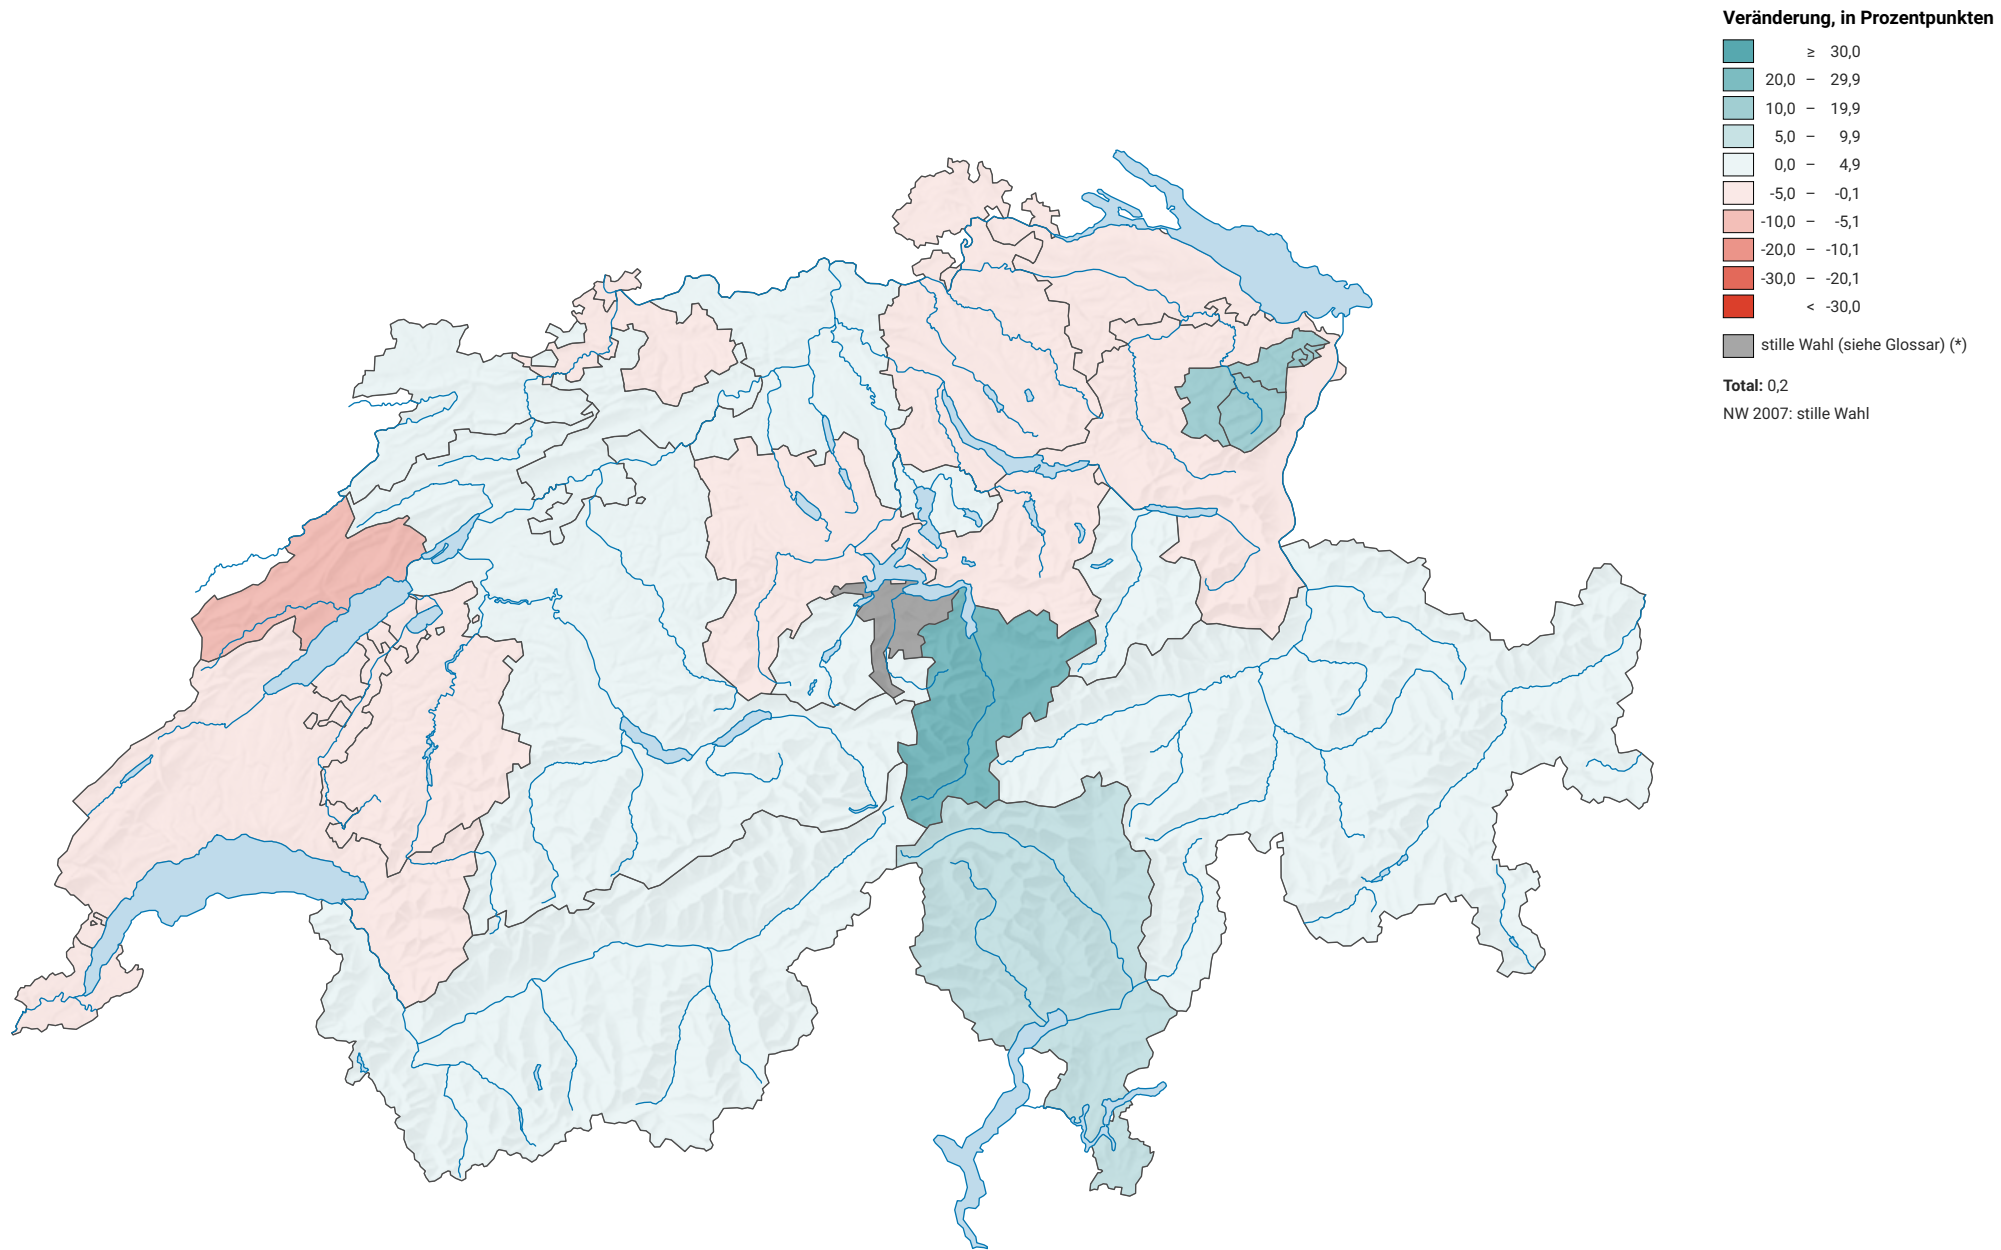 Veränderung, in Prozentpunkten
≥ 30,0
20,0 – 29,9
10,0 – 19,9
5,0 – 9,9
0,0 – 4,9
-5,0 – -0,1
-10,0 – -5,1
-20,0 – -10,1
-30,0 – -20,1
< -30,0
stille Wahl (siehe Glossar) (*)
Total: 0,2
NW 2007: stille Wahl